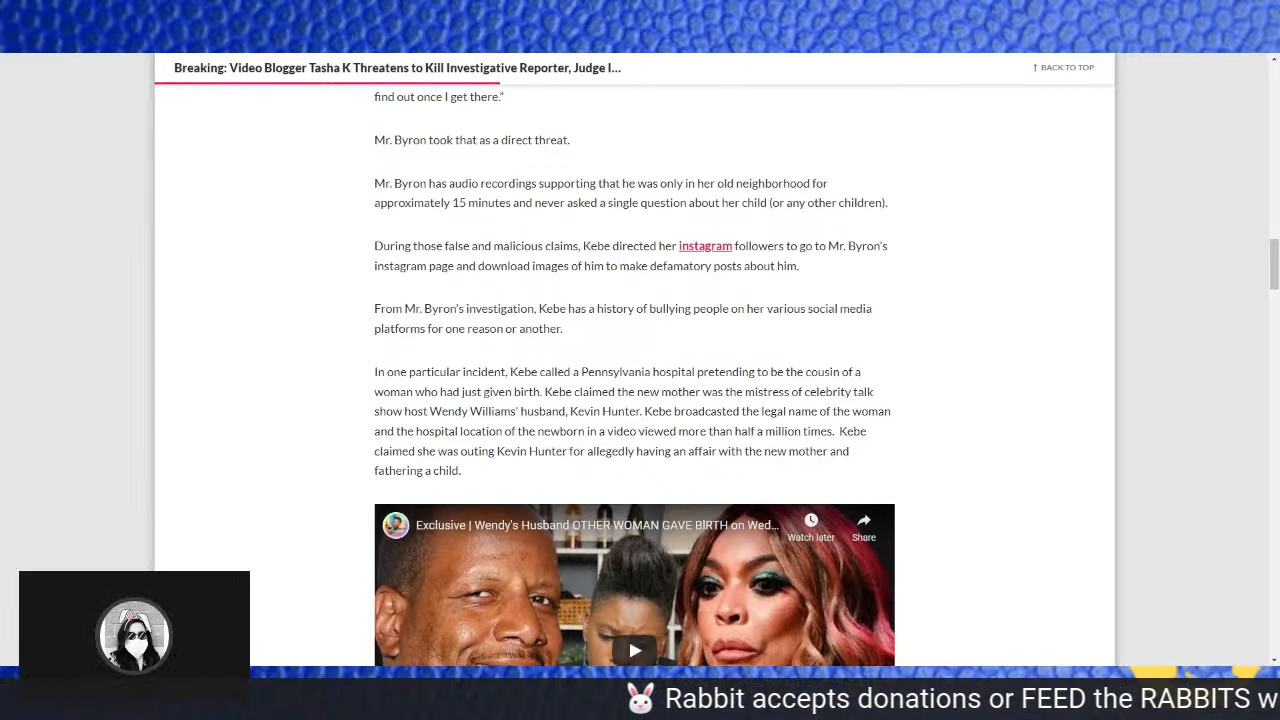 Breaking: Video Blogger Tasha K Threatens to Kill Investigative Reporter, Judge I...
↑ BACK TO TOP
find out once I get there.”
Mr. Byron took that as a direct threat.
Mr. Byron has audio recordings supporting that he was only in her old neighborhood for
approximately 15 minutes and never asked a single question about her child (or any other children).
During those false and malicious claims, Kebe directed her instagram followers to go to Mr. Byron’s
instagram page and download images of him to make defamatory posts about him.
From Mr. Byron’s investigation, Kebe has a history of bullying people on her various social media
platforms for one reason or another.
In one particular incident, Kebe called a Pennsylvania hospital pretending to be the cousin of a
woman who had just given birth. Kebe claimed the new mother was the mistress of celebrity talk
show host Wendy Williams’ husband, Kevin Hunter. Kebe broadcasted the legal name of the woman
and the hospital location of the newborn in a video viewed more than half a million times.  Kebe
claimed she was outing Kevin Hunter for allegedly having an affair with the new mother and
fathering a child.
Exclusive | Wendy's Husband OTHER WOMAN GAVE BIRTH on Wed...
Watch later
Share
🐰 Rabbit accepts donations or FEED the RABBITS w